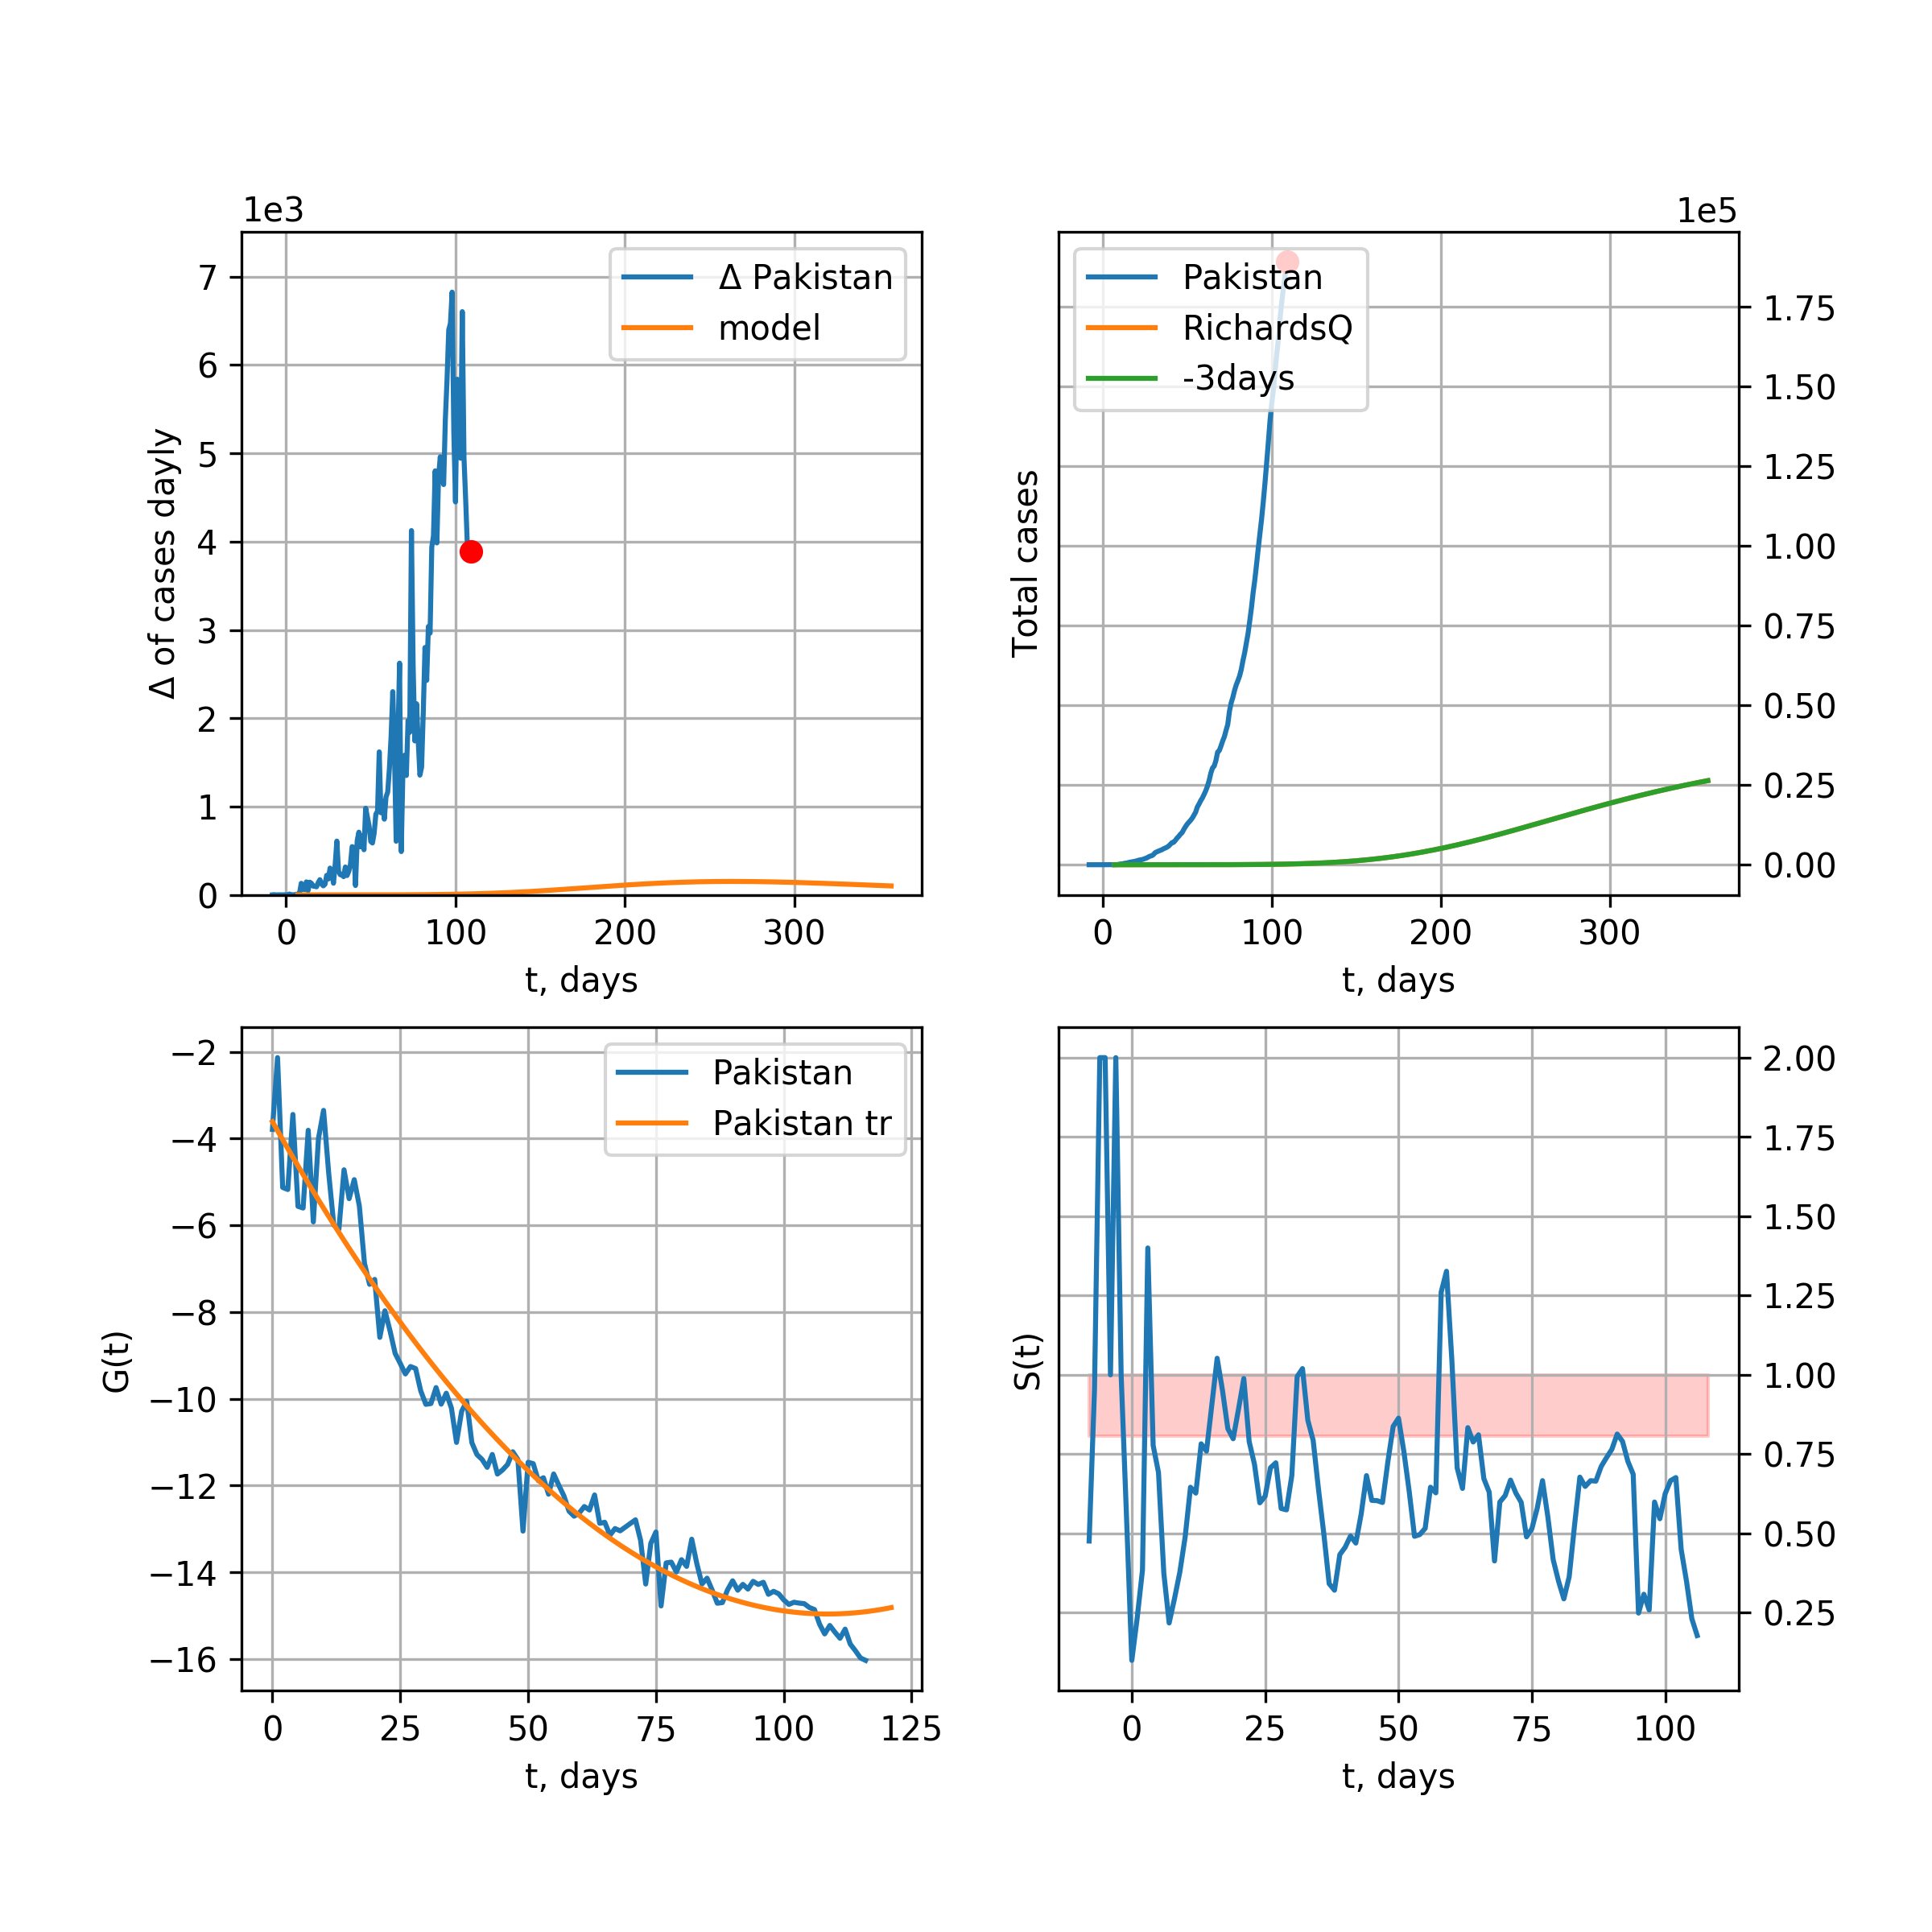 1e3
7
6
5
4
3
2
1
0
Δ of cases dayly
Δ Pakistan
model
0 100 200 300
t, days
1e5
Total cases
Pakistan
RichardsQ
-3days
1.75
1.50
1.25
1.00
0.75
0.50
0.25
0.00
0 100 200 300
t, days
−2
−4
−6
−8
−10
−12
−14
−16
G(t)
Pakistan
Pakistan tr
0 25 50 75 100 125
t, days
S(t)
2.00
1.75
1.50
1.25
1.00
0.75
0.50
0.25
0 25 50 75 100
t, days